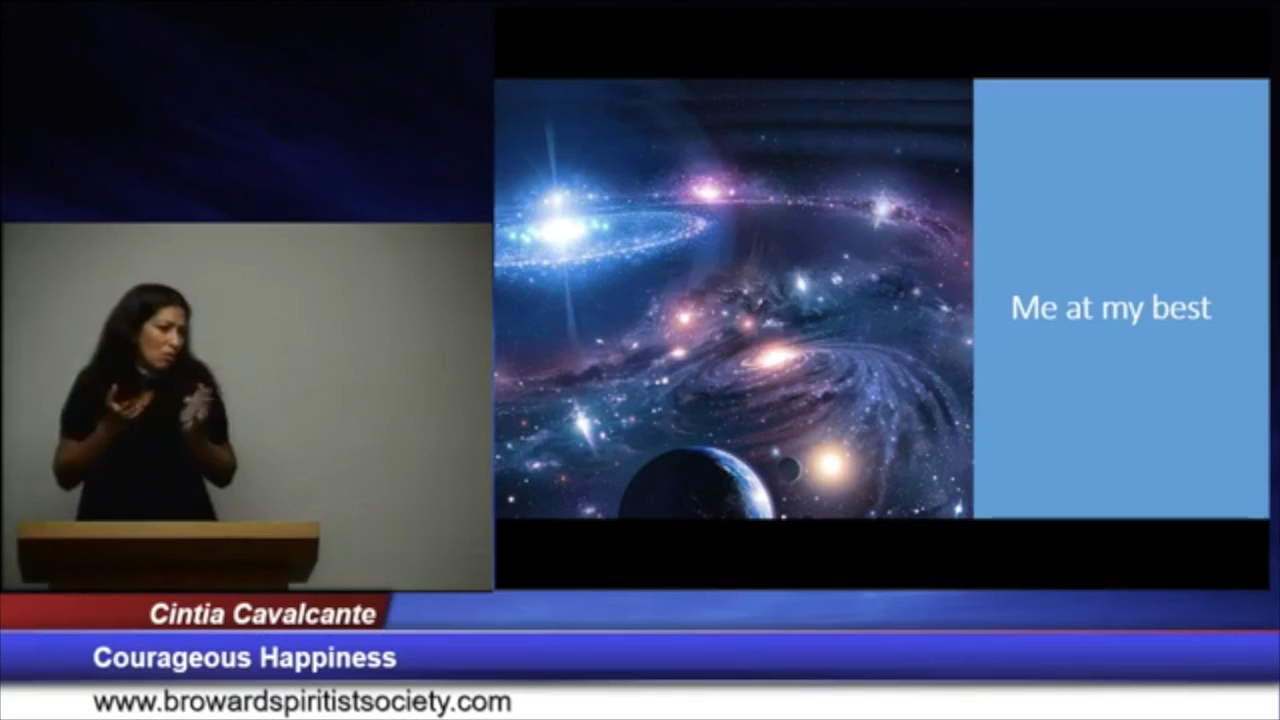 Me at my best
Cintia Cavalcante
Courageous Happiness
www.browardspiritistsociety.com